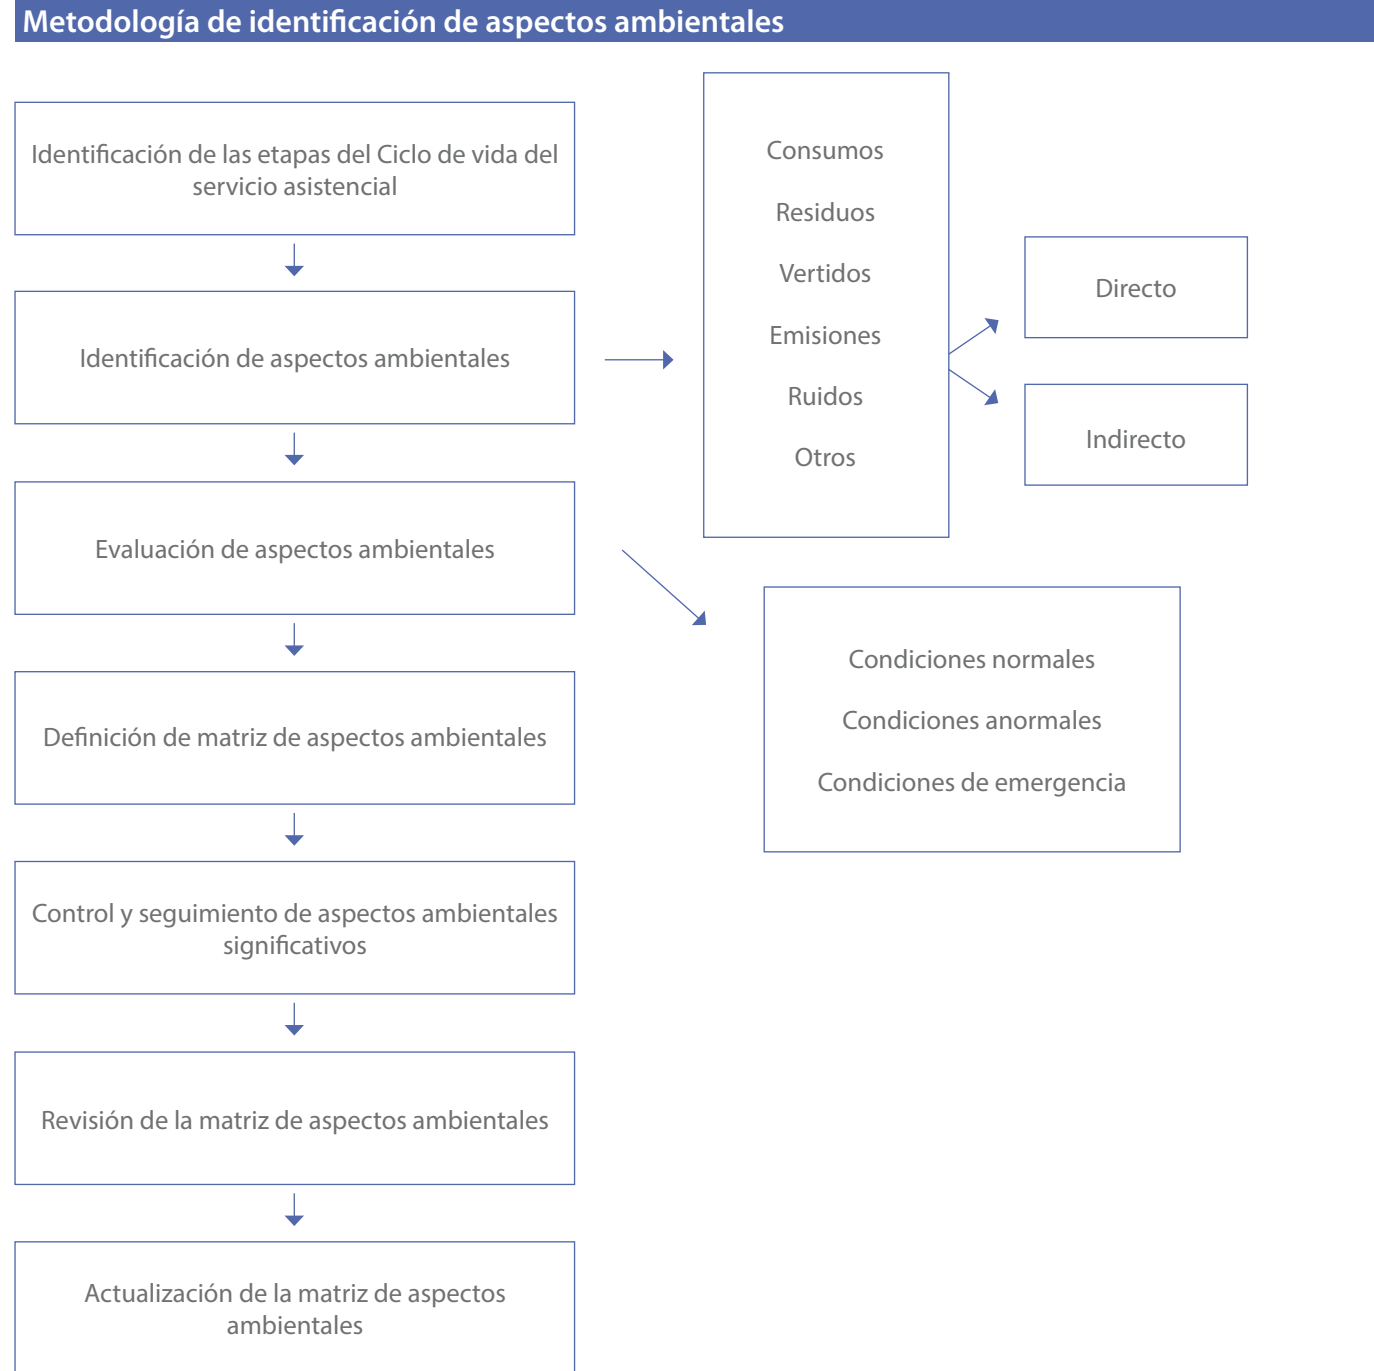 Metodología de identificación de aspectos ambientales
Identificación de las etapas del Ciclo de vida del
servicio asistencial
Identificación de aspectos ambientales
Consumos
Residuos
Vertidos
Emisiones
Ruidos
Otros
Directo
Indirecto
Evaluación de aspectos ambientales
Condiciones normales
Condiciones anormales
Condiciones de emergencia
Definición de matriz de aspectos ambientales
Control y seguimiento de aspectos ambientales
significativos
Revisión de la matriz de aspectos ambientales
Actualización de la matriz de aspectos
ambientales